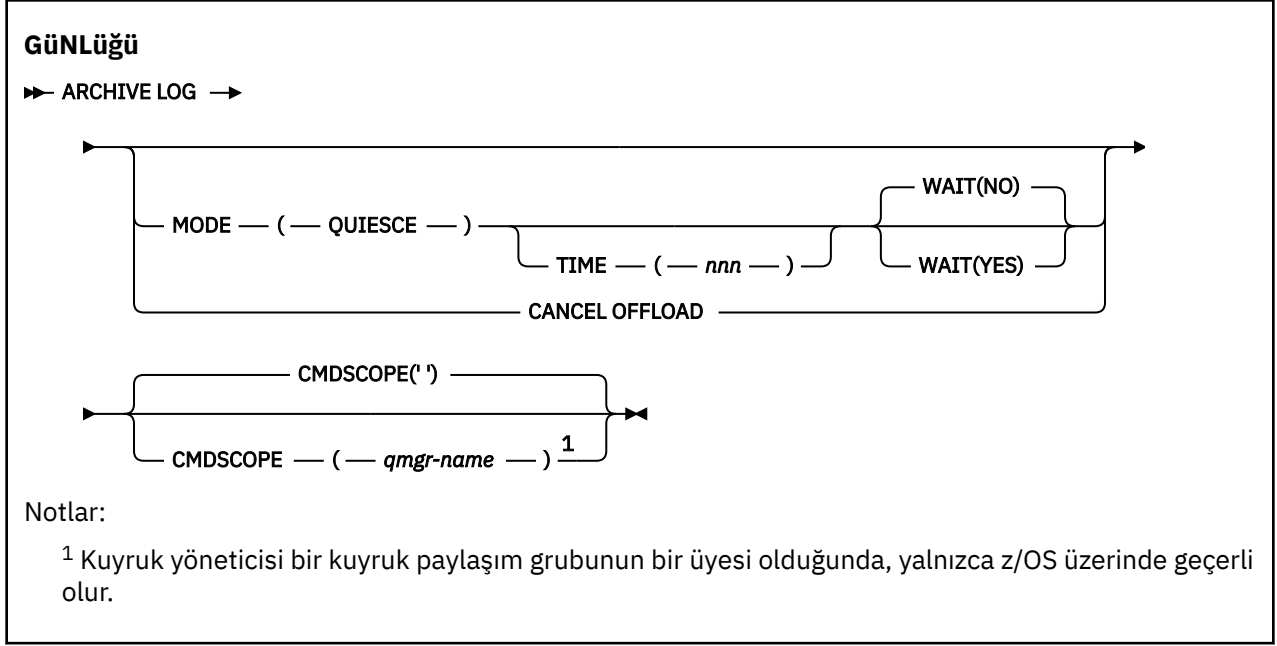 GüNLüğü
ARCHIVE LOG
WAIT(NO)
MODE ( QUIESCE )
TIME ( nnn )
WAIT(YES)
CANCEL OFFLOAD
CMDSCOPE(' ')
CMDSCOPE ( qmgr-name ) 1
Notlar:
1 Kuyruk yöneticisi bir kuyruk paylaşım grubunun bir üyesi olduğunda, yalnızca z/OS üzerinde geçerli
olur.